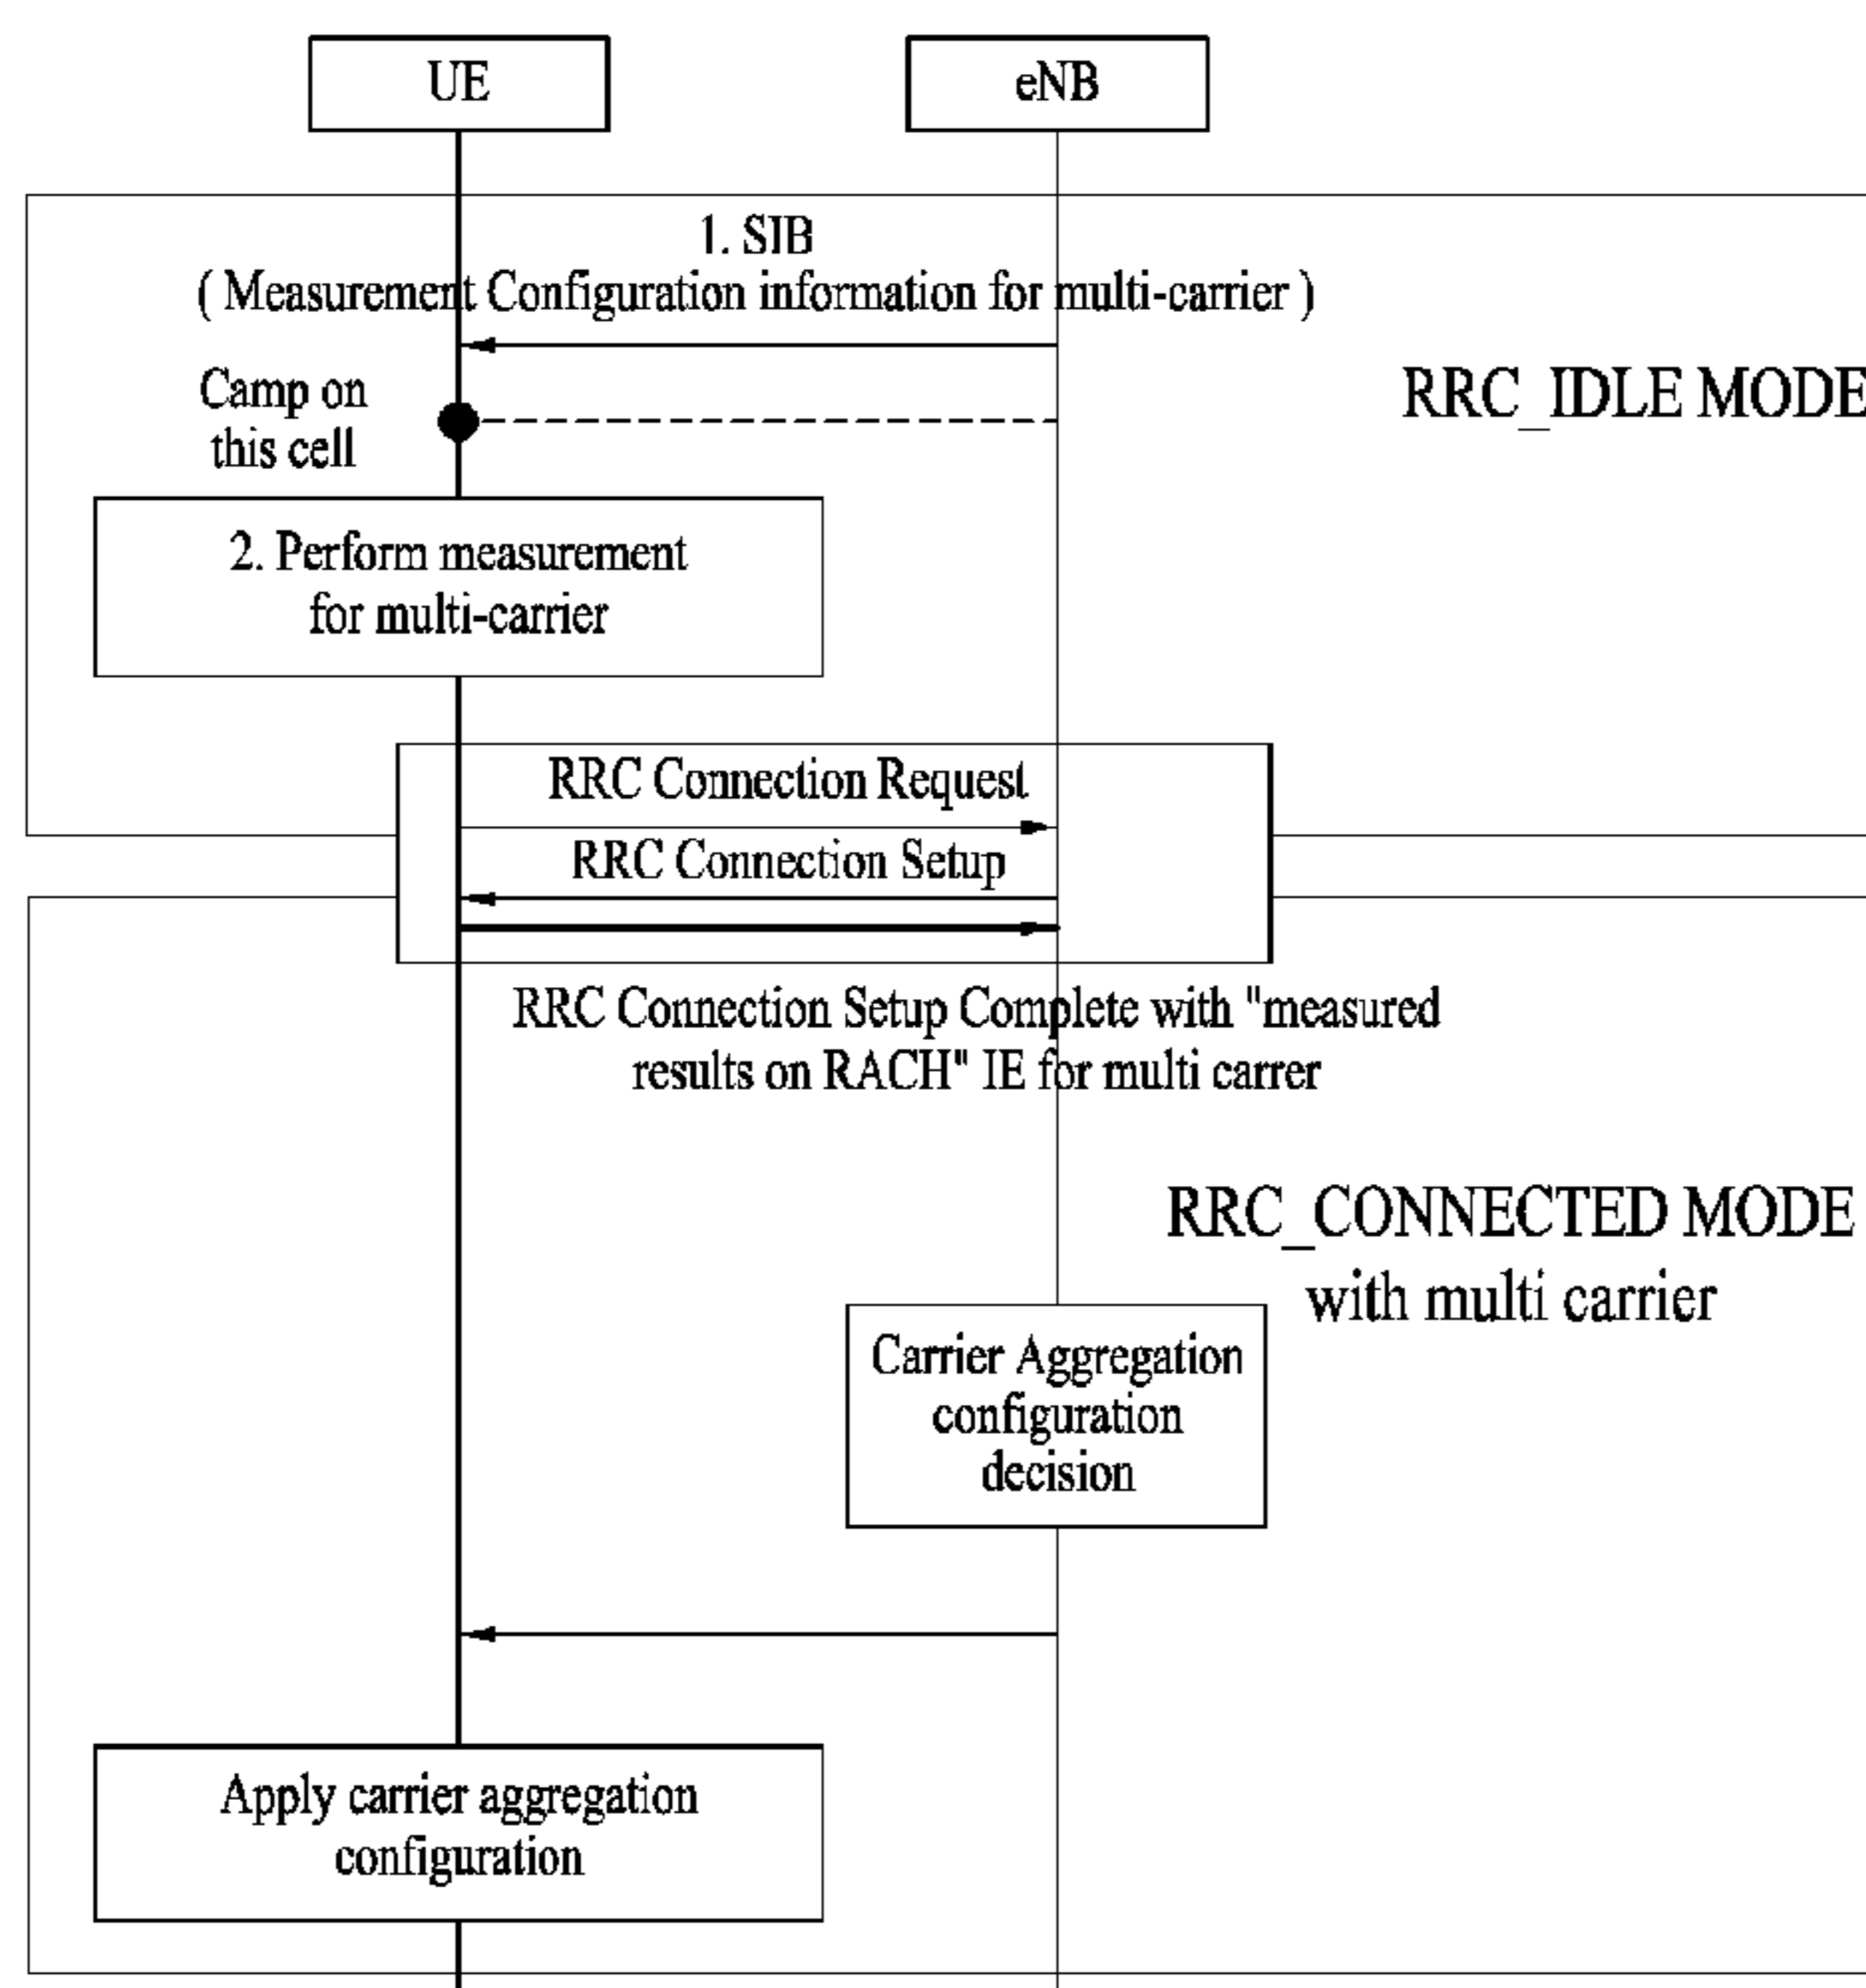 UE
eNB
1. SIB
( Measurement Configuration information for multi-carrier )
Camp on
this cell
RRC_IDLE MODE
2. Perform measurement
for multi-carrier
RRC Connection Request
RRC Connection Setup
RRC Connection Setup Complete with "measured
results on RACH" IE for multi carrer
RRC_CONNECTED MODE
with multi carrier
Carrier Aggregation
configuration
decision
Apply carrier aggregation
configuration